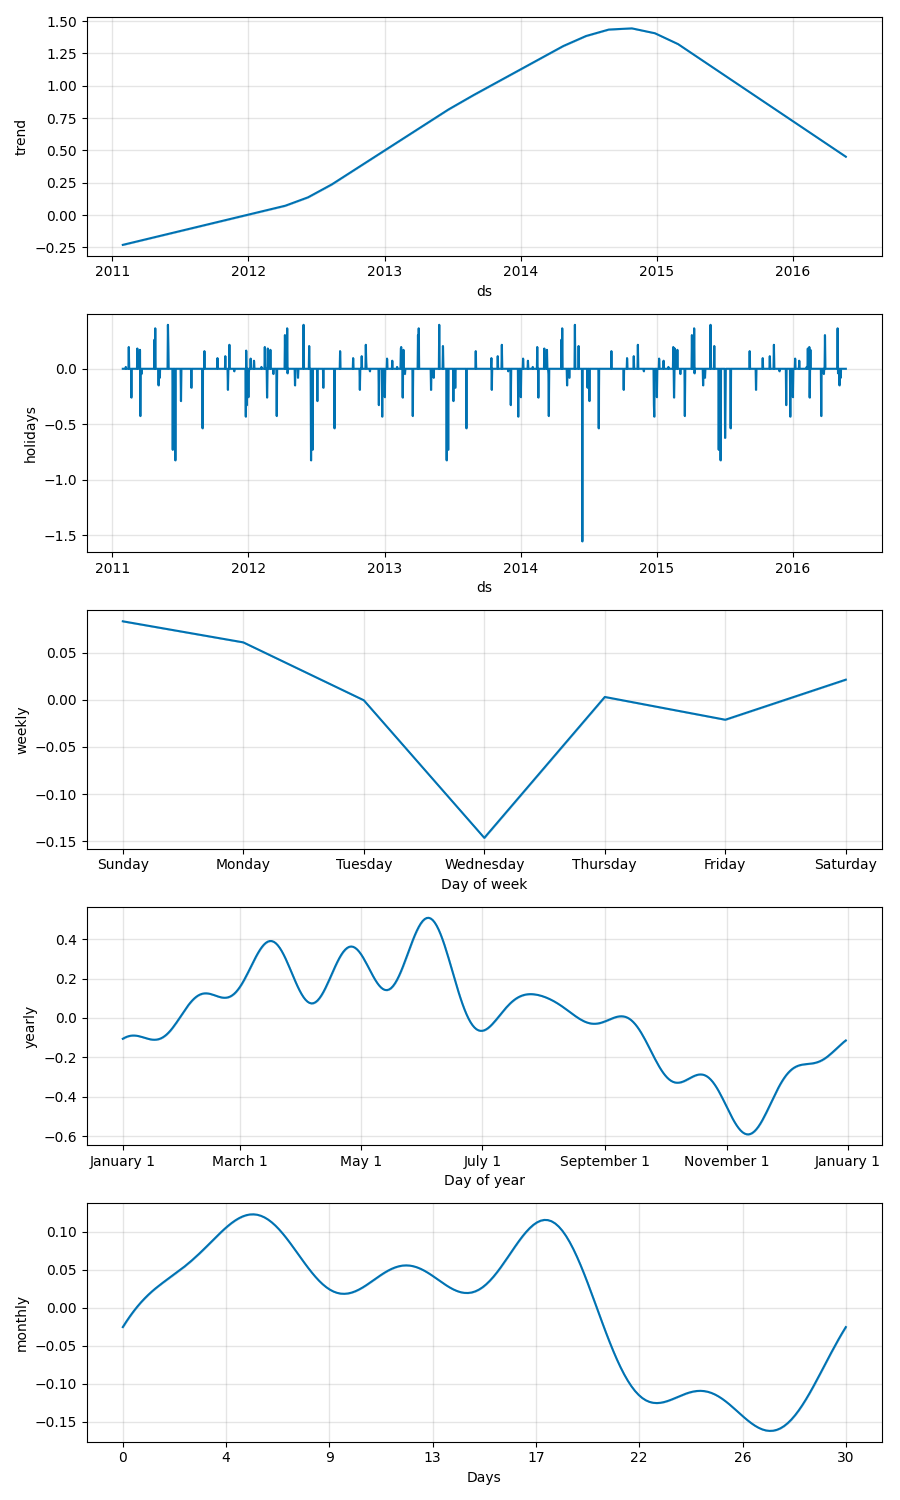 1.50
1.25
1.00
0.75
0.50
0.25
0.00
−0.25
trend
2011 2012 2013 2014 2015 2016
ds
0.0
−0.5
−1.0
−1.5
holidays
2011 2012 2013 2014 2015 2016
ds
0.05
0.00
−0.05
−0.10
−0.15
weekly
Sunday Monday Tuesday Wednesday Thursday Friday Saturday
Day of week
0.4
0.2
0.0
−0.2
−0.4
−0.6
yearly
January 1 March 1 May 1 July 1 September 1 November 1 January 1
Day of year
0.10
0.05
0.00
−0.05
−0.10
−0.15
monthly
0 4 9 13 17 22 26 30
Days